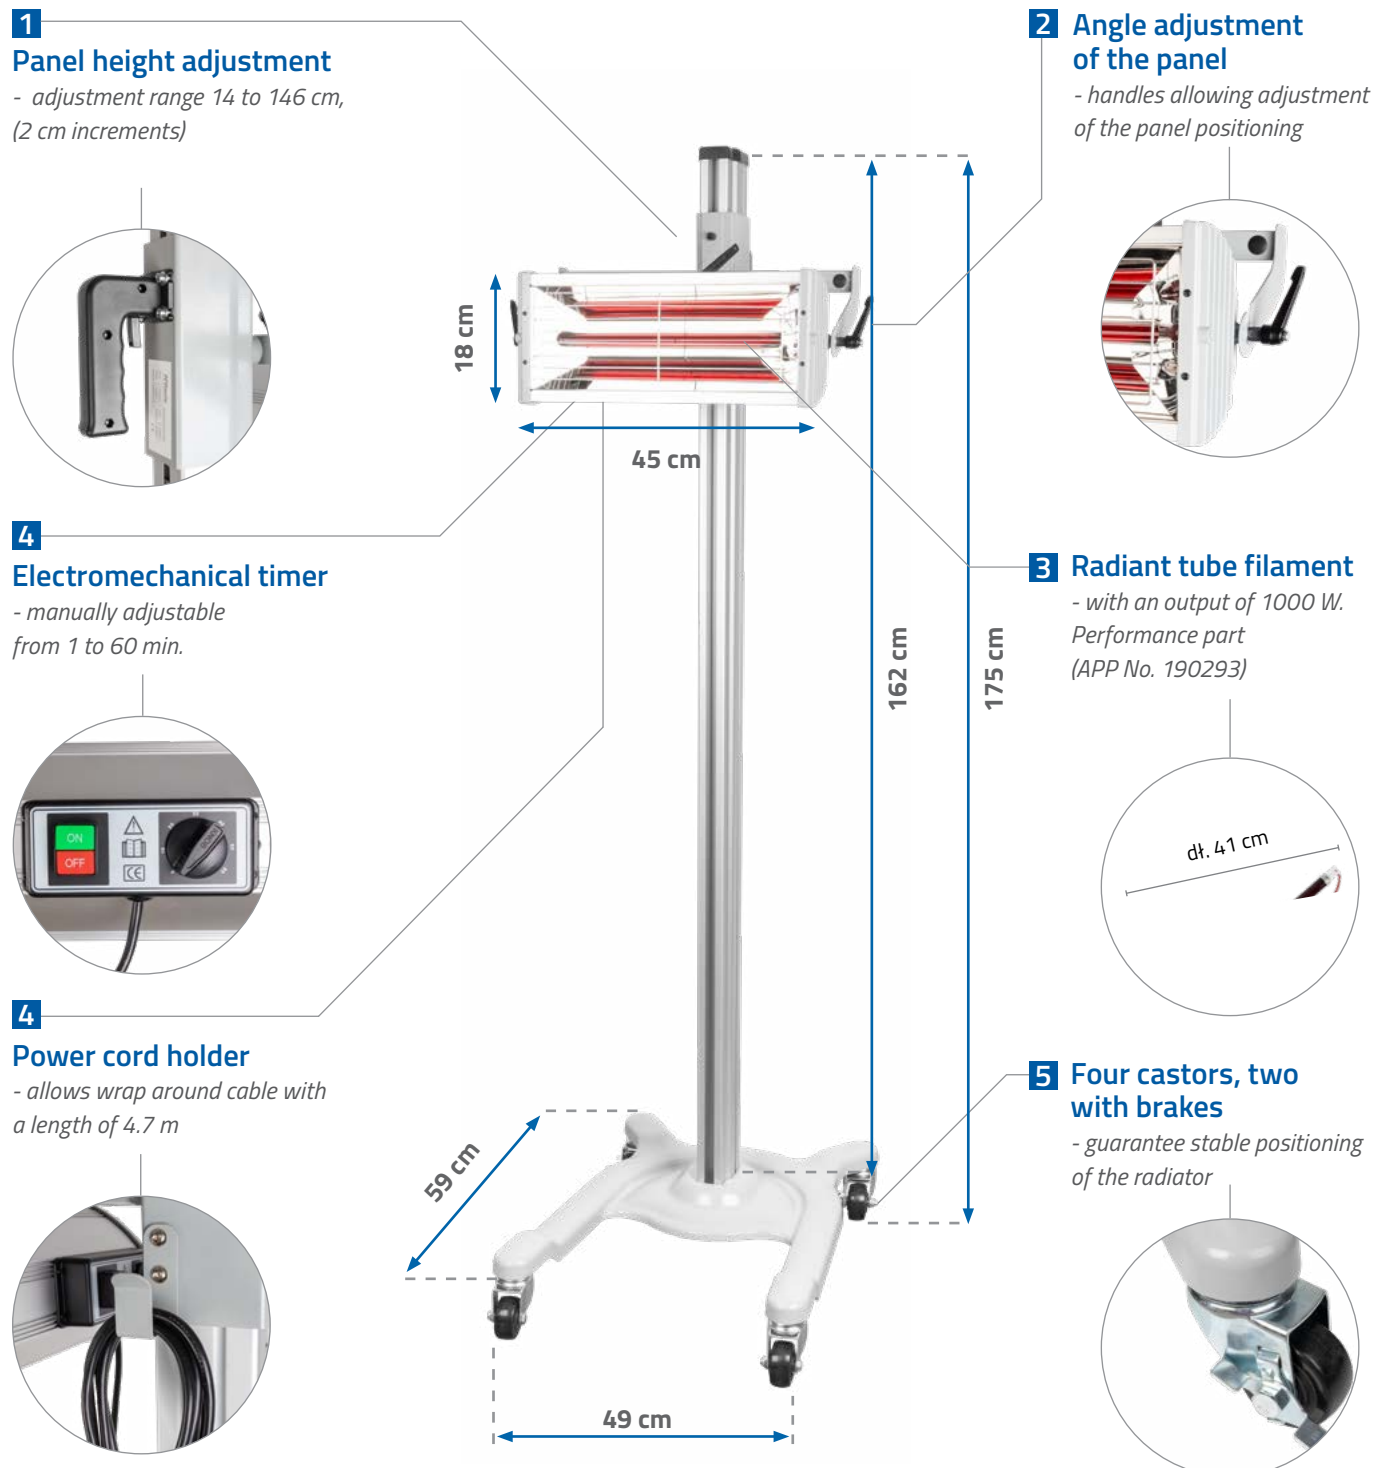 1
Panel height adjustment
- adjustment range 14 to 146 cm,
(2 cm increments)
2
Angle adjustment
of the panel
- handles allowing adjustment
of the panel positioning
18 cm
45 cm
162 cm
175 cm
4
Electromechanical timer
- manually adjustable
from 1 to 60 min.
ON
OFF
CE
3
Radiant tube filament
- with an output of 1000 W.
Performance part
(APP No. 190293)
dł. 41 cm
4
Power cord holder
- allows wrap around cable with
a length of 4.7 m
59 cm
49 cm
5
Four castors, two
with brakes
- guarantee stable positioning
of the radiator